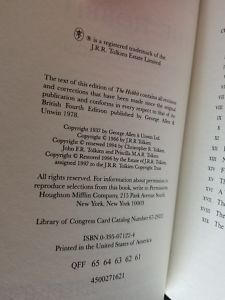 ® is a registered trademark of the
J.R.R. Tolkien Estate Limited
The text of this edition of The Hobbit contains all revisions
and corrections that have been made since the original
publication and conforms in every respect to that of the
British Fourth Edition published by George Allen &
Unwin 1978.
Copyright 1937 by George Allen & Unwin Ltd.
Copyright © 1966 by J.R.R. Tolkien
Copyright © renewed 1994 by Christopher R. Tolkien,
John F.R. Tolkien and Priscilla M.A.R. Tolkien
Copyright © Restored 1996 by the Estate of J.R.R. Tolkien,
assigned 1997 to the J.R.R. Tolkien Copyright Trust
All rights reserved. For information about permission to
reproduce selections from this book, write to Permissions,
Houghton Mifflin Company, 215 Park Avenue South,
New York, New York 10003
Library of Congress Card Catalog Number
ISBN 0-395-07122-4
Printed in the United States of America
QFF 65 64 63 62 61
4500271621
XIV
XV
XVI
XVII
XVIII
XIX A
The